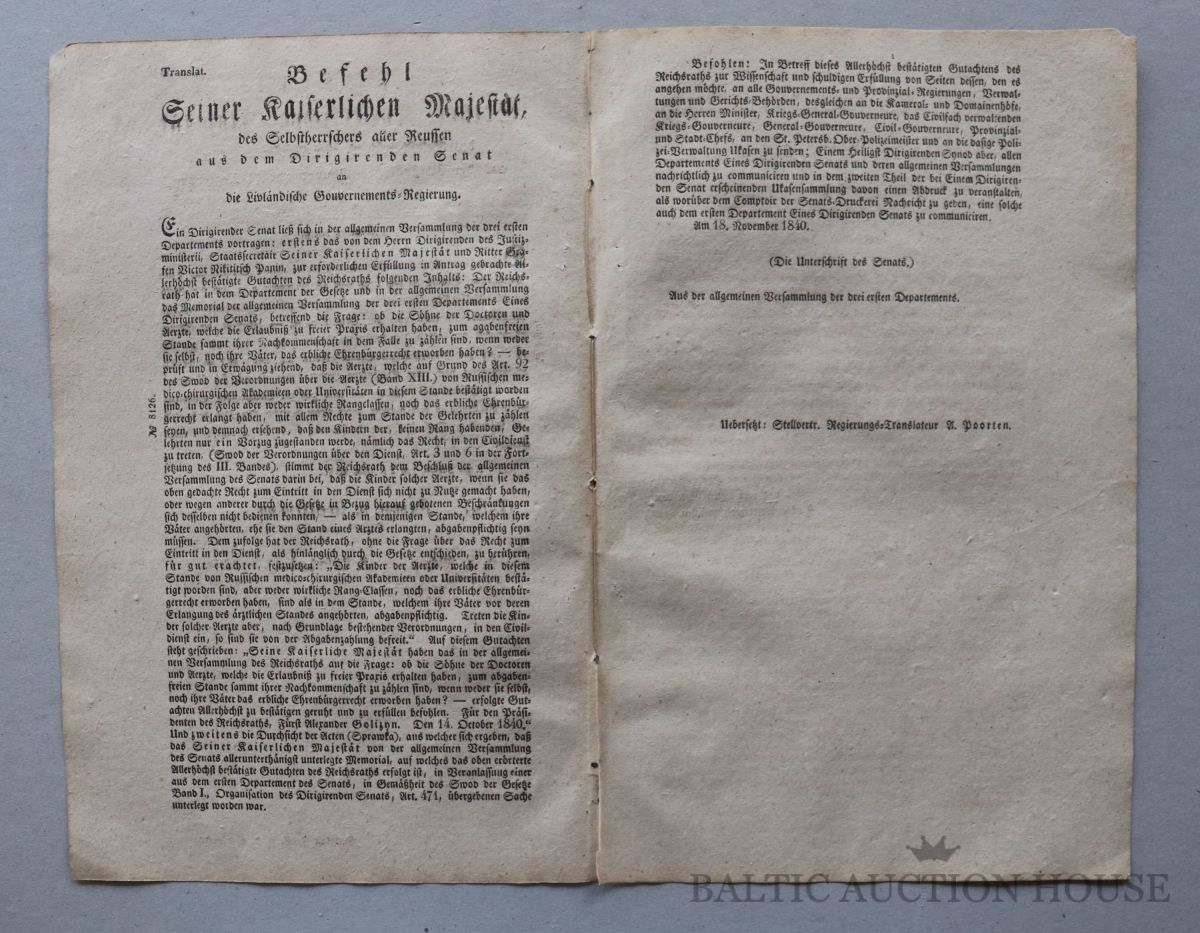 Translat.
Befehl
Seiner Kaiserlichen Majestät,
des Selbstherrschers aller Reussen
aus dem Dirigirenden Senat
an
die Livländische Gouvernements-Regierung.
Ein Dirigirender Senat ließ sich in der allgemeinen Versammlung der drei ersten
Departements vortragen: erstens das von dem Herrn Dirigirenden des Justiz-
ministerii, Staatssecretair Seiner Kaiserlichen Majestät und Ritter Gra-
fen Victor Nikititsch Panin, zur erforderlichen Erfüllung in Antrag gebrachte Al-
lerhöchst bestätigte Gutachten des Reichsraths folgenden Inhalts: Der Reichs-
rath hat in dem Departement der Gesetze und in der allgemeinen Versammlung
das Memorial der allgemeinen Versammlung der drei ersten Departements Eines
Dirigirenden Senats, betreffend die Frage: ob die Söhne der Doctoren und
Aerzte, welche die Erlaubniß zu freier Praxis erhalten haben, zum agabenfreien
Stande sammt ihrer Nachkommenschaft in dem Falle zu zählen sind, wenn weder
sie selbst, noch ihre Väter, das erbliche Ehrenbürgerrecht erworben haben? — be-
prüft und in Erwägung ziehend, daß die Aerzte, welche auf Grund des Art. 92
des Swod der Verordnungen über die Aerzte (Band XIII.) von Russischen me-
dico-chirurgischen Akademieen oder Universitäten in diesem Stande bestätigt worden
sind, in der Folge aber weder wirkliche Rangclassen, noch das erbliche Ehrenbür-
gerrecht erlangt haben, mit allem Rechte zum Stande der Gelehrten zu zählen
seyen, und demnach ersehend, daß den Kindern der, keinen Rang habenden, Ge-
lehrten nur ein Vorzug zugestanden werde, nämlich das Recht, in den Civildienst
zu treten. (Swod der Verordnungen über den Dienst, Art. 3 und 6 in der Fort-
setzung des III. Bandes), stimmt der Reichsrath dem Beschluß der allgemeinen
Versammlung des Senats darin bei, daß die Kinder solcher Aerzte, wenn sie das
oben gedachte Recht zum Eintritt in den Dienst sich nicht zu Nutze gemacht haben,
oder wegen anderer durch die Gesetze in Bezug hierauf gebotenen Beschränkungen
sich desselben nicht bedienen konnten, — als in demjenigen Stande, welchem ihre
Väter angehörten, ehe sie den Stand eines Arztes erlangten, abgabenpflichtig seyn
müssen. Dem zufolge hat der Reichsrath, ohne die Frage über das Recht zum
Eintritt in den Dienst, als hinlänglich durch die Gesetze entschieden, zu berühren,
für gut erachtet, festzusetzen: „Die Kinder der Aerzte, welche in diesem
Stande von Russischen medico-chirurgischen Akademieen oder Universitäten bestä-
tigt worden sind, aber weder wirkliche Rang-Classen, noch das erbliche Ehrenbür-
gerrecht erworben haben, sind als in dem Stande, welchem ihre Väter vor deren
Erlangung des ärztlichen Standes angehörten, abgabenpflichtig. Treten die Kin-
der solcher Aerzte aber, nach Grundlage bestehender Verordnungen, in den Civil-
dienst ein, so sind sie von der Abgabenzahlung befreit.“ Auf diesem Gutachten
steht geschrieben: „Seine Kaiserliche Majestät haben das in der allgemei-
nen Versammlung des Reichsraths auf die Frage: ob die Söhne der Doctoren
und Aerzte, welche die Erlaubniß zu freier Praxis erhalten haben, zum abgaben-
freien Stande sammt ihrer Nachkommenschaft zu zählen sind, wenn weder sie selbst,
noch ihre Väter das erbliche Ehrenbürgerrecht erworben haben? — erfolgte Gut-
achten Allerhöchst zu bestätigen geruht und zu erfüllen befohlen. Für den Präsi-
denten des Reichsraths, Fürst Alexander Golizyn. Den 14. October 1840.“
Und zweitens die Durchsicht der Acten (Sprawka), aus welcher sich ergeben, daß
das Seiner Kaiserlichen Majestät von der allgemeinen Versammlung
des Senats allerunterthänigst unterlegte Memorial, auf welches das oben erörterte
Allerhöchst bestätigte Gutachten des Reichsraths erfolgt ist, in Veranlassung einer
aus dem ersten Departement des Senats, in Gemäßheit des Swod der Gesetze
Band I., Organisation des Dirigirenden Senats, Art. 471, übergebenen Sache
unterlegt worden war.
№ 8126.
Befohlen: In Betreff dieses Allerhöchst bestätigten Gutachtens des
Reichsraths zur Wissenschaft und schuldigen Erfüllung von Seiten dessen, den es
angehen möchte, an alle Gouvernements- und Provinzial-Regierungen, Verwal-
tungen und Gerichts-Behörden, desgleichen an die Kameral- und Domainenhöfe,
an die Herren Minister, Kriegs-General-Gouverneure, das Civilfach verwaltenden
Kriegs-Gouverneure, General-Gouverneure, Civil-Gouverneure, Provinzial-
und Stadt-Chefs, an den St. Petersb. Ober-Polizeimeister und an die dasige Poli-
zei-Verwaltung Ukasen zu senden; Einem Heiligst Dirigirenden Synod aber, allen
Departements Eines Dirigirenden Senats und deren allgemeinen Versammlungen
nachrichtlich zu communiciren und in dem zweiten Theil der bei Einem Dirigiren-
den Senat erscheinenden Ukasensammlung davon einen Abdruck zu veranstalten,
als worüber dem Comptoir der Senats-Druckerei Nachricht zu geben, eine solche
auch dem ersten Departement Eines Dirigirenden Senats zu communiciren.
Am 18. November 1840.
(Die Unterschrift des Senats.)
Aus der allgemeinen Versammlung der drei ersten Departements.
Uebersetzt: Stellvertr. Regierungs-Translateur A. Poorten.
BALTIC AUCTION HOUSE